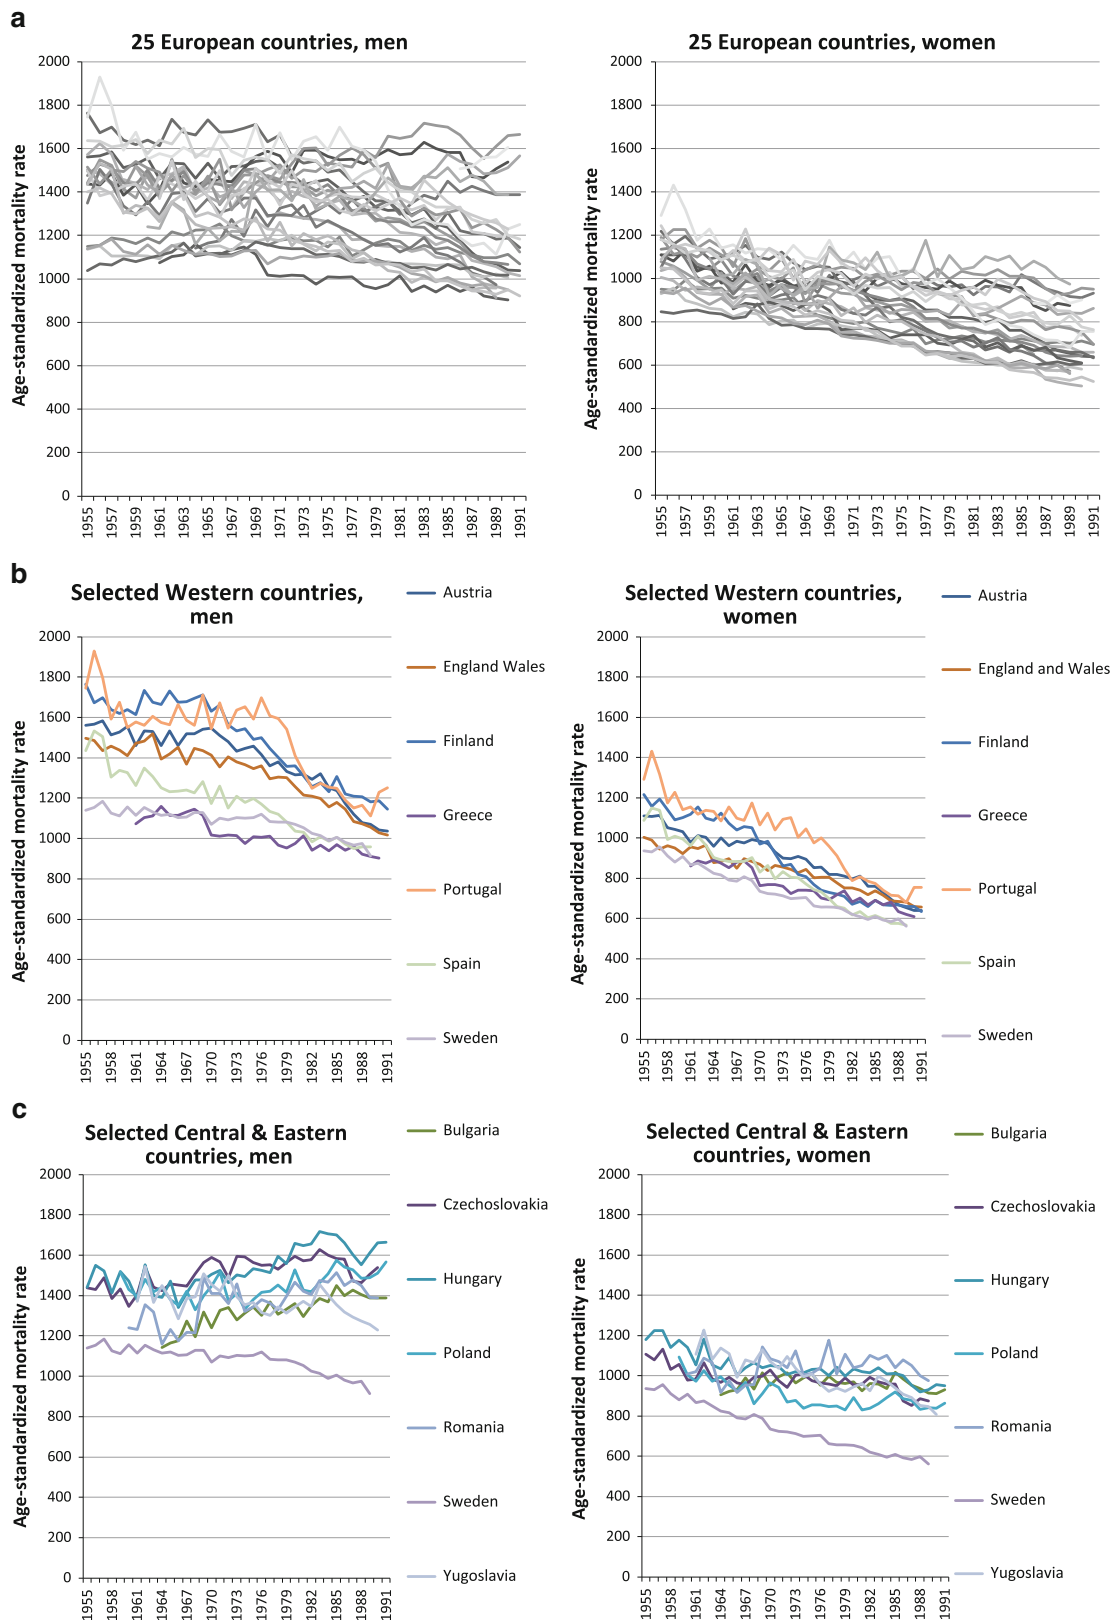 a
25 European countries, men
Age-standardized mortality rate
2000
1800
1600
1400
1200
1000
800
600
400
200
0
1955 1957 1959 1961 1963 1965 1967 1969 1971 1973 1975 1977 1979 1981 1983 1985 1987 1989 1991
25 European countries, women
Age-standardized mortality rate
2000
1800
1600
1400
1200
1000
800
600
400
200
0
1955 1957 1959 1961 1963 1965 1967 1969 1971 1973 1975 1977 1979 1981 1983 1985 1987 1989 1991
b
Selected Western countries,
men
Age-standardized mortality rate
2000
1800
1600
1400
1200
1000
800
600
400
200
0
1955 1958 1961 1964 1967 1970 1973 1976 1979 1982 1985 1988 1991
Austria
England Wales
Finland
Greece
Portugal
Spain
Sweden
Selected Western countries,
women
Age-standardized mortality rate
2000
1800
1600
1400
1200
1000
800
600
400
200
0
1955 1958 1961 1964 1967 1970 1973 1976 1979 1982 1985 1988 1991
Austria
England and Wales
Finland
Greece
Portugal
Spain
Sweden
c
Selected Central & Eastern
countries, men
Age-standardized mortality rate
2000
1800
1600
1400
1200
1000
800
600
400
200
0
1955 1958 1961 1964 1967 1970 1973 1976 1979 1982 1985 1988 1991
Bulgaria
Czechoslovakia
Hungary
Poland
Romania
Sweden
Yugoslavia
Selected Central & Eastern
countries, women
Age-standardized mortality rate
2000
1800
1600
1400
1200
1000
800
600
400
200
0
1955 1958 1961 1964 1967 1970 1973 1976 1979 1982 1985 1988 1991
Bulgaria
Czechoslovakia
Hungary
Poland
Romania
Sweden
Yugoslavia